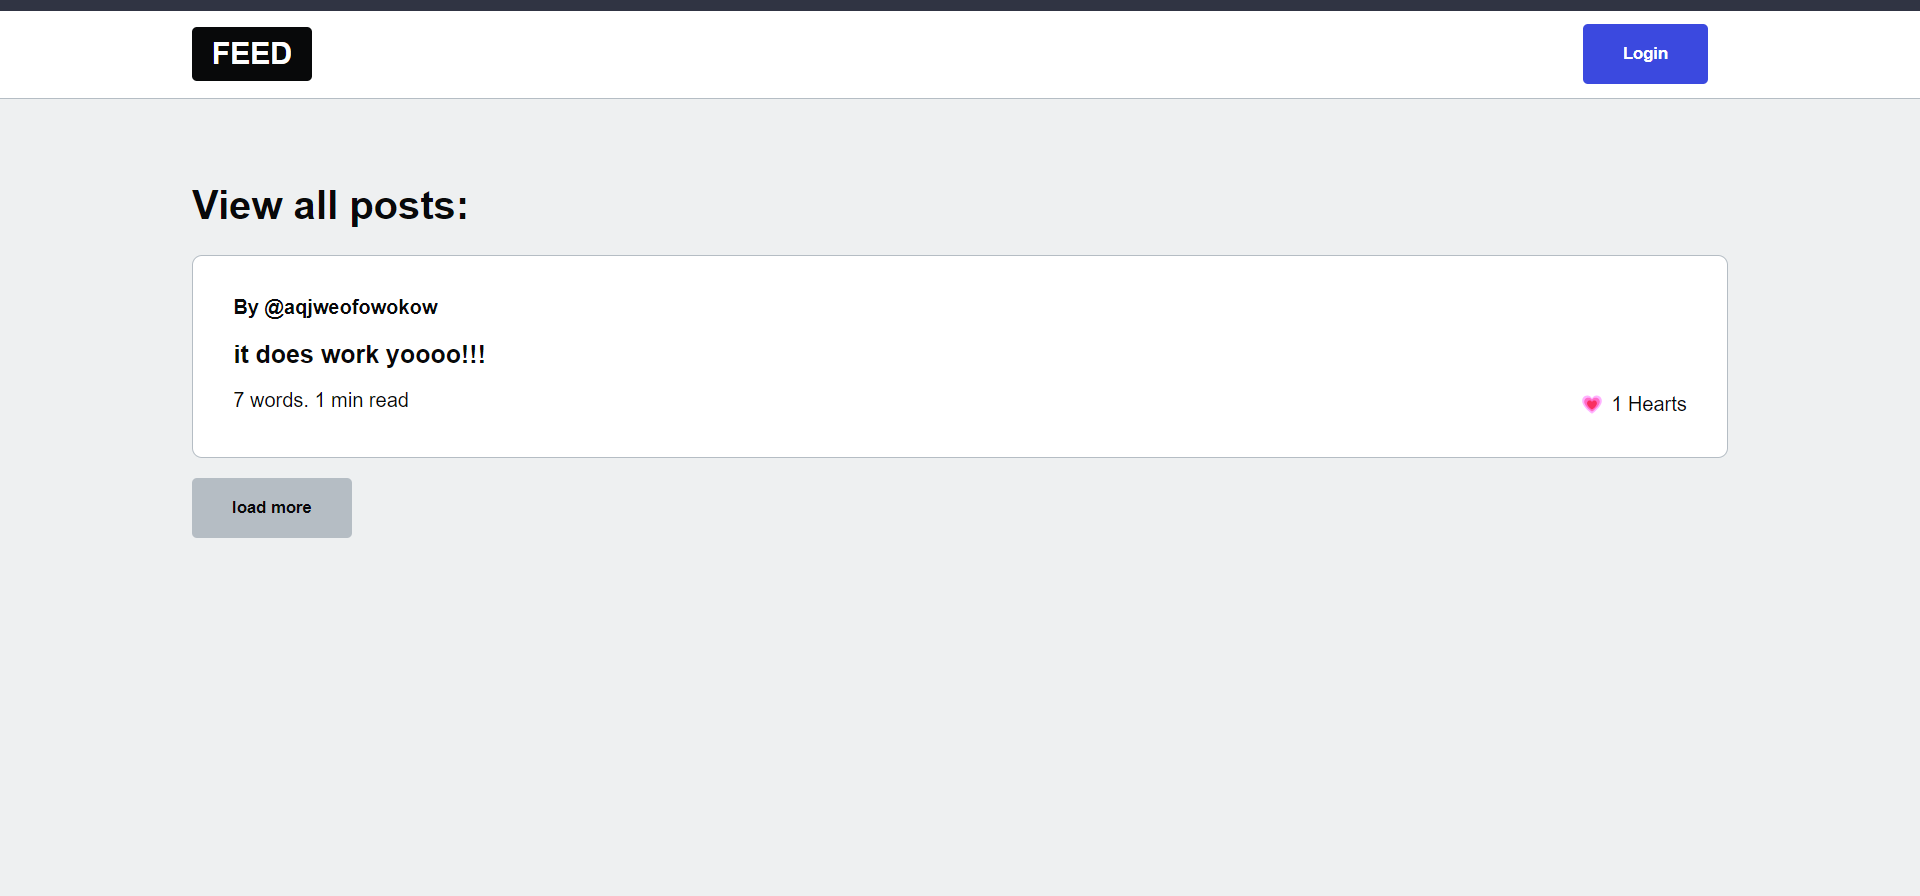 FEED
Login
View all posts:
By @aqjweofowokow
it does work yoooo!!!
7 words. 1 min read
💗 1 Hearts
load more